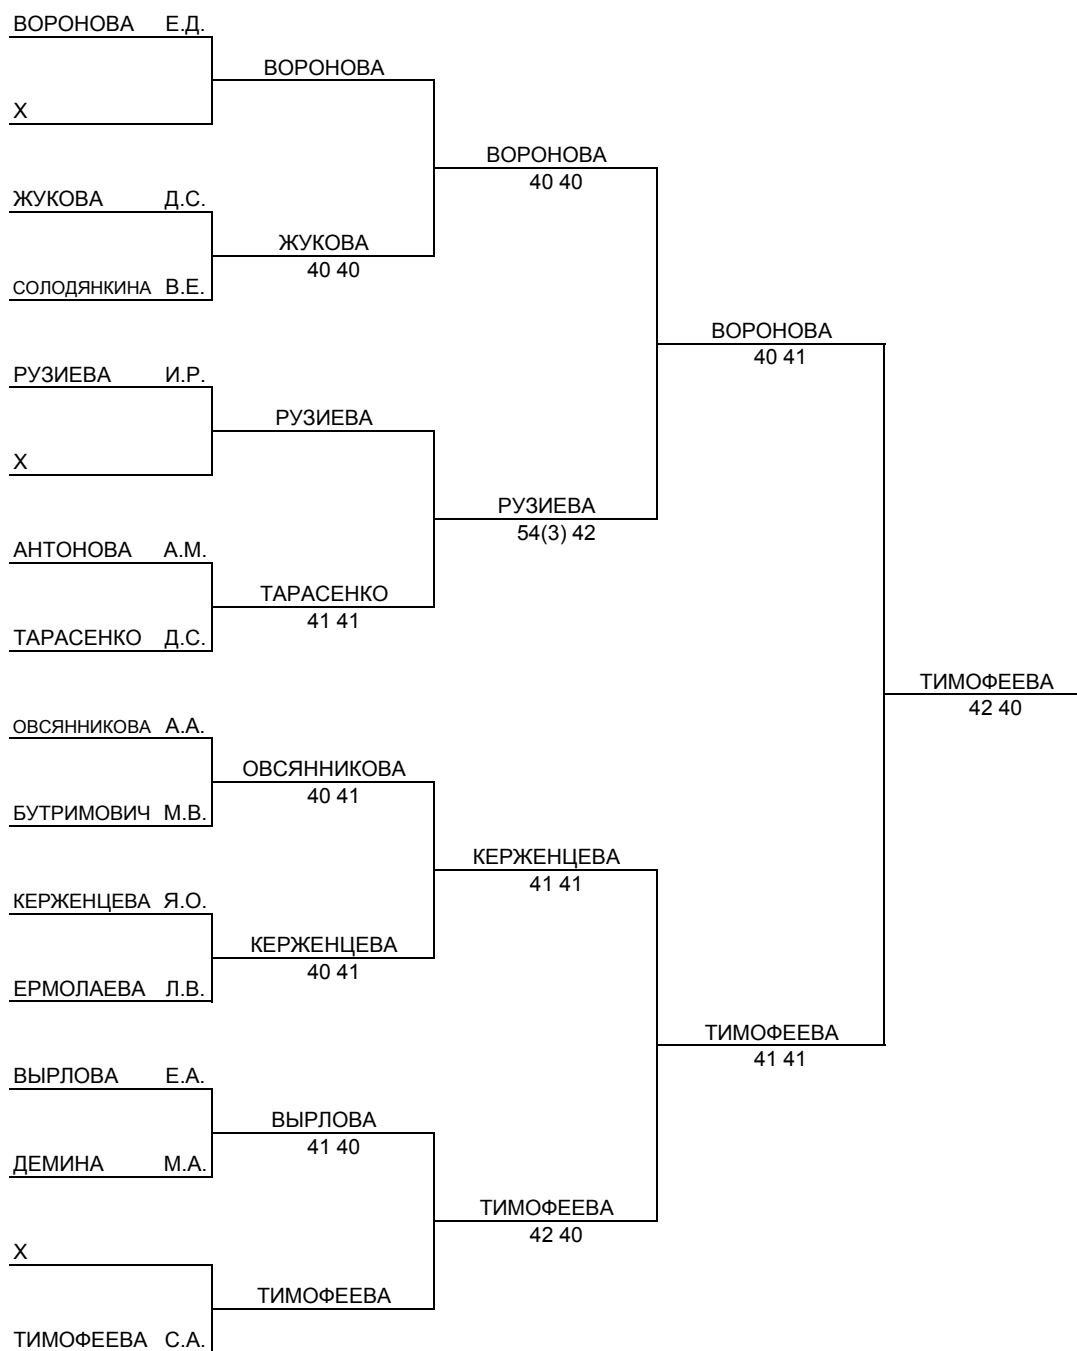 ВОРОНОВА Е.Д.
ВОРОНОВА
X
ВОРОНОВА
40 40
ЖУКОВА Д.С.
ЖУКОВА
40 40
СОЛОДЯНКИНА В.Е.
ВОРОНОВА
40 41
РУЗИЕВА И.Р.
РУЗИЕВА
X
РУЗИЕВА
54(3) 42
АНТОНОВА А.М.
ТАРАСЕНКО
41 41
ТАРАСЕНКО Д.С.
ТИМОФЕЕВА
42 40
ОВСЯННИКОВА А.А.
ОВСЯННИКОВА
40 41
БУТРИМОВИЧ М.В.
КЕРЖЕНЦЕВА
41 41
КЕРЖЕНЦЕВА Я.О.
КЕРЖЕНЦЕВА
40 41
ЕРМОЛАЕВА Л.В.
ТИМОФЕЕВА
41 41
ВЫРЛОВА Е.А.
ВЫРЛОВА
41 40
ДЕМИНА М.А.
ТИМОФЕЕВА
42 40
X
ТИМОФЕЕВА
ТИМОФЕЕВА С.А.